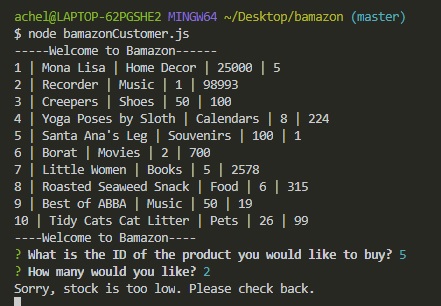 achel@LAPTOP-62PGSHE2 MINGW64 ~/Desktop/bamazon (master)
$ node bamazonCustomer.js
-----Welcome to Bamazon------
1 | Mona Lisa | Home Decor | 25000 | 5
2 | Recorder | Music | 1 | 98993
3 | Creepers | Shoes | 50 | 100
4 | Yoga Poses by Sloth | Calendars | 8 | 224
5 | Santa Ana's Leg | Souvenirs | 100 | 1
6 | Borat | Movies | 2 | 700
7 | Little Women | Books | 5 | 2578
8 | Roasted Seaweed Snack | Food | 6 | 315
9 | Best of ABBA | Music | 50 | 19
10 | Tidy Cats Cat Litter | Pets | 26 | 99
----Welcome to Bamazon-----
? What is the ID of the product you would like to buy? 5
? How many would you like? 2
Sorry, stock is too low. Please check back.